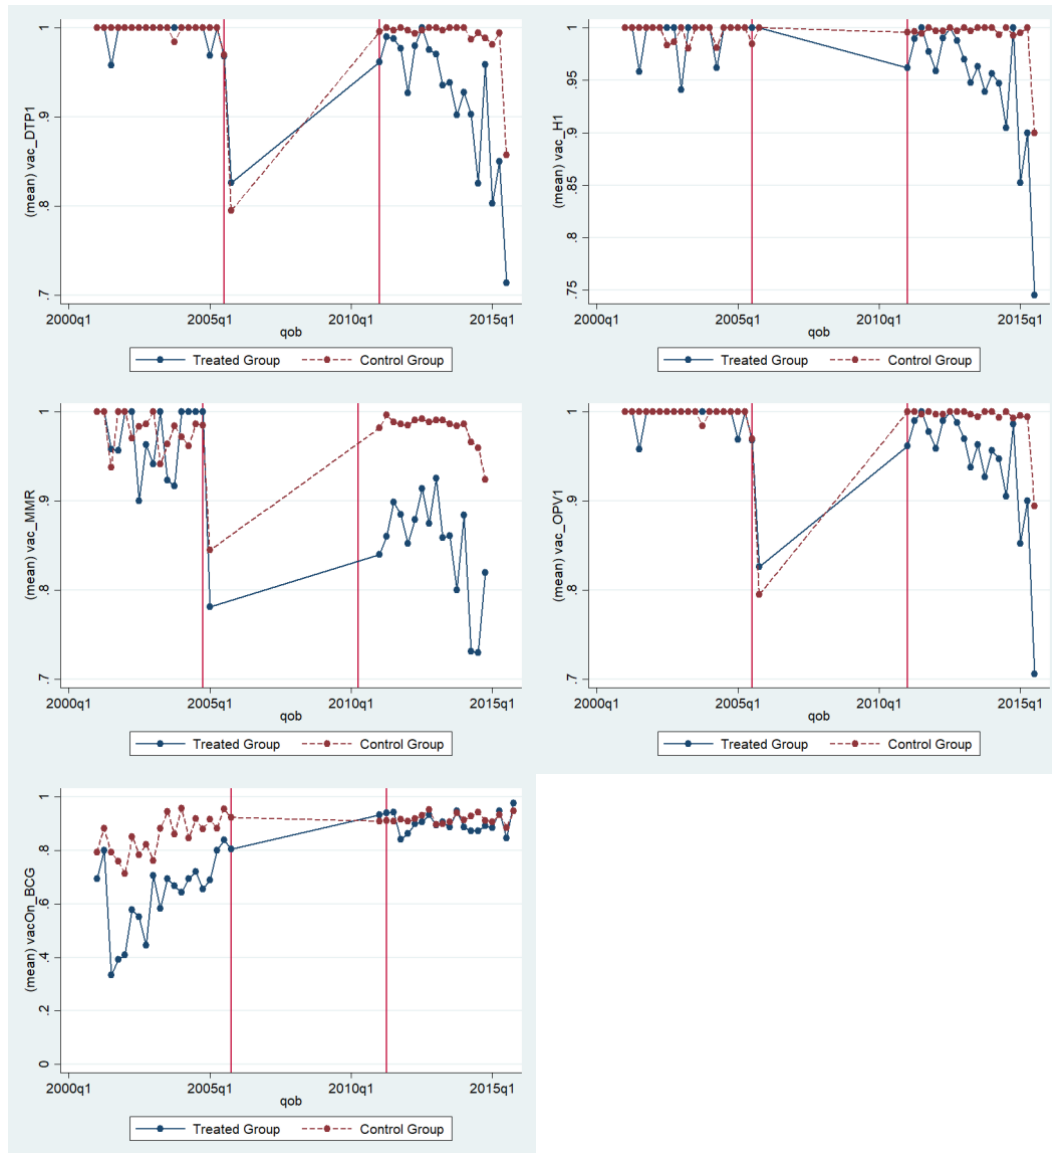 (mean) vac_DTP1
1
.9
.8
.7
2000q1 2005q1 2010q1 2015q1
qob
Treated Group Control Group
(mean) vac_H1
1
.95
.9
.85
.8
.75
2000q1 2005q1 2010q1 2015q1
qob
Treated Group Control Group
(mean) vac_MMR
1
.9
.8
.7
2000q1 2005q1 2010q1 2015q1
qob
Treated Group Control Group
(mean) vac_OPV1
1
.9
.8
.7
2000q1 2005q1 2010q1 2015q1
qob
Treated Group Control Group
(mean) vacOn_BCG
1
.8
.6
.4
.2
0
2000q1 2005q1 2010q1 2015q1
qob
Treated Group Control Group